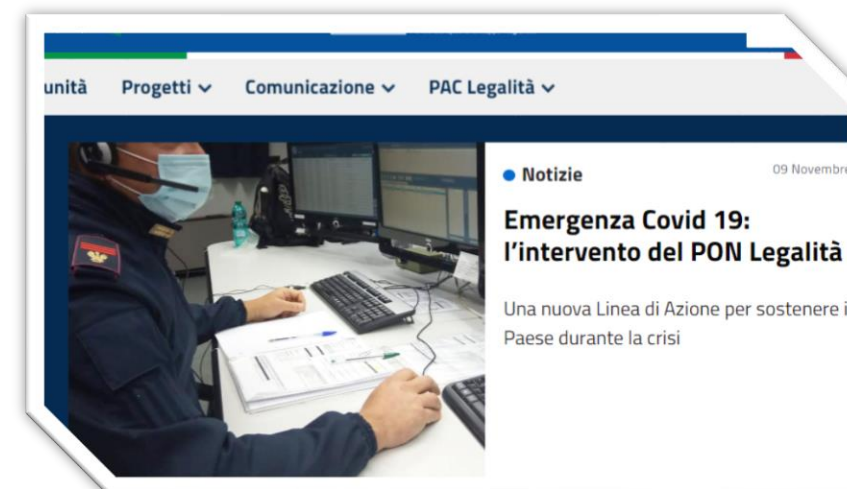 Progetti
Comunicazione
PAC Legalità
Notizie
09 Novembre
Emergenza Covid 19:
l'intervento del PON Legalità
Una nuova Linea di Azione per sostenere
Paese durante la crisi